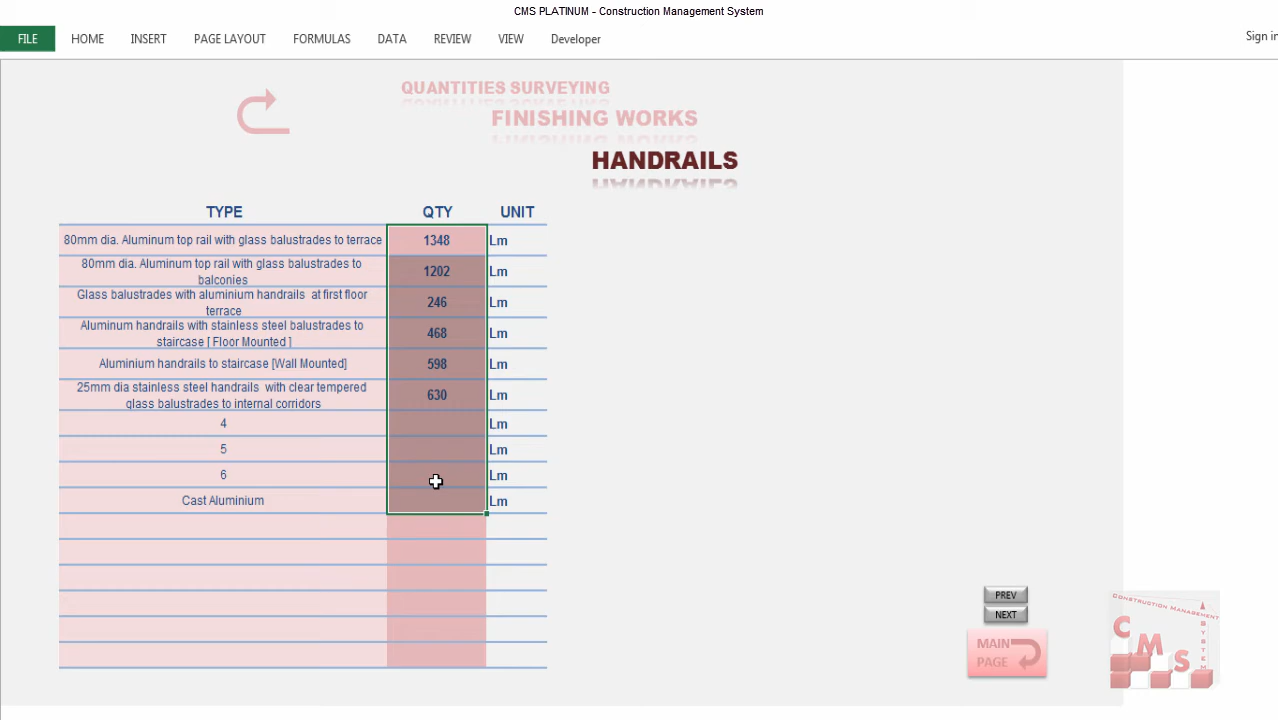 CMS PLATINUM - Construction Management System
FILE HOME INSERT PAGE LAYOUT FORMULAS DATA REVIEW VIEW Developer Sign in
QUANTITIES SURVEYING
FINISHING WORKS
HANDRAILS
TYPE QTY UNIT
80mm dia. Aluminum top rail with glass balustrades to terrace 1348 Lm
80mm dia. Aluminum top rail with glass balustrades to
balconies 1202 Lm
Glass balustrades with aluminium handrails at first floor
terrace 246 Lm
Aluminum handrails with stainless steel balustrades to
staircase [ Floor Mounted ] 468 Lm
Aluminium handrails to staircase [Wall Mounted] 598 Lm
25mm dia stainless steel handrails with clear tempered
glass balustrades to internal corridors 630 Lm
4 Lm
5 Lm
6 Lm
Cast Aluminium Lm
PREV
NEXT
MAIN
PAGE
CONSTRUCTION MANAGEMENT
SYSTEM
CMS